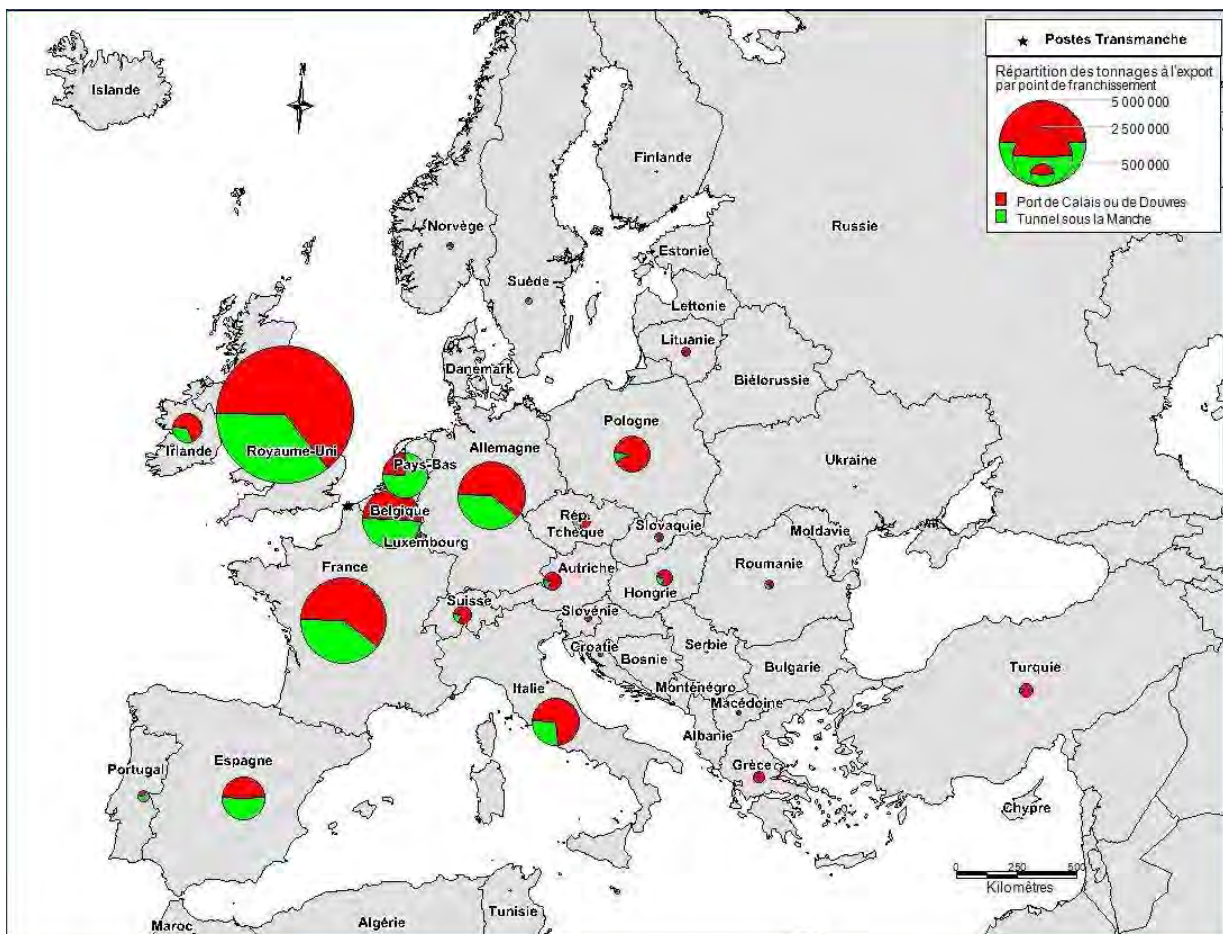 Postes Transmanche
Répartition des tonnages à l'export
par point de franchissement
5 000 000
2 500 000
500 000
Port de Calais ou de Douvres
Tunnel sous la Manche
Islande
Finlande
Norvège
Russie
Estonie
Suède
Lettonie
Lituanie
Danemark
Biélorussie
Pologne
Irlande
Royaume-Uni
Allemagne
Pays-Bas
Ukraine
Belgique
Rép.
Tchèque
Slovaquie
Moldavie
Luxembourg
France
Autriche
Roumanie
Hongrie
Suisse
Slovénie
Croatie
Bosnie
Serbie
Bulgarie
Turquie
Italie
Monténégro
Macédoine
Albanie
Grèce
Portugal
Espagne
Chypre
0 250 500
Kilomètres
Maroc
Algérie
Tunisie